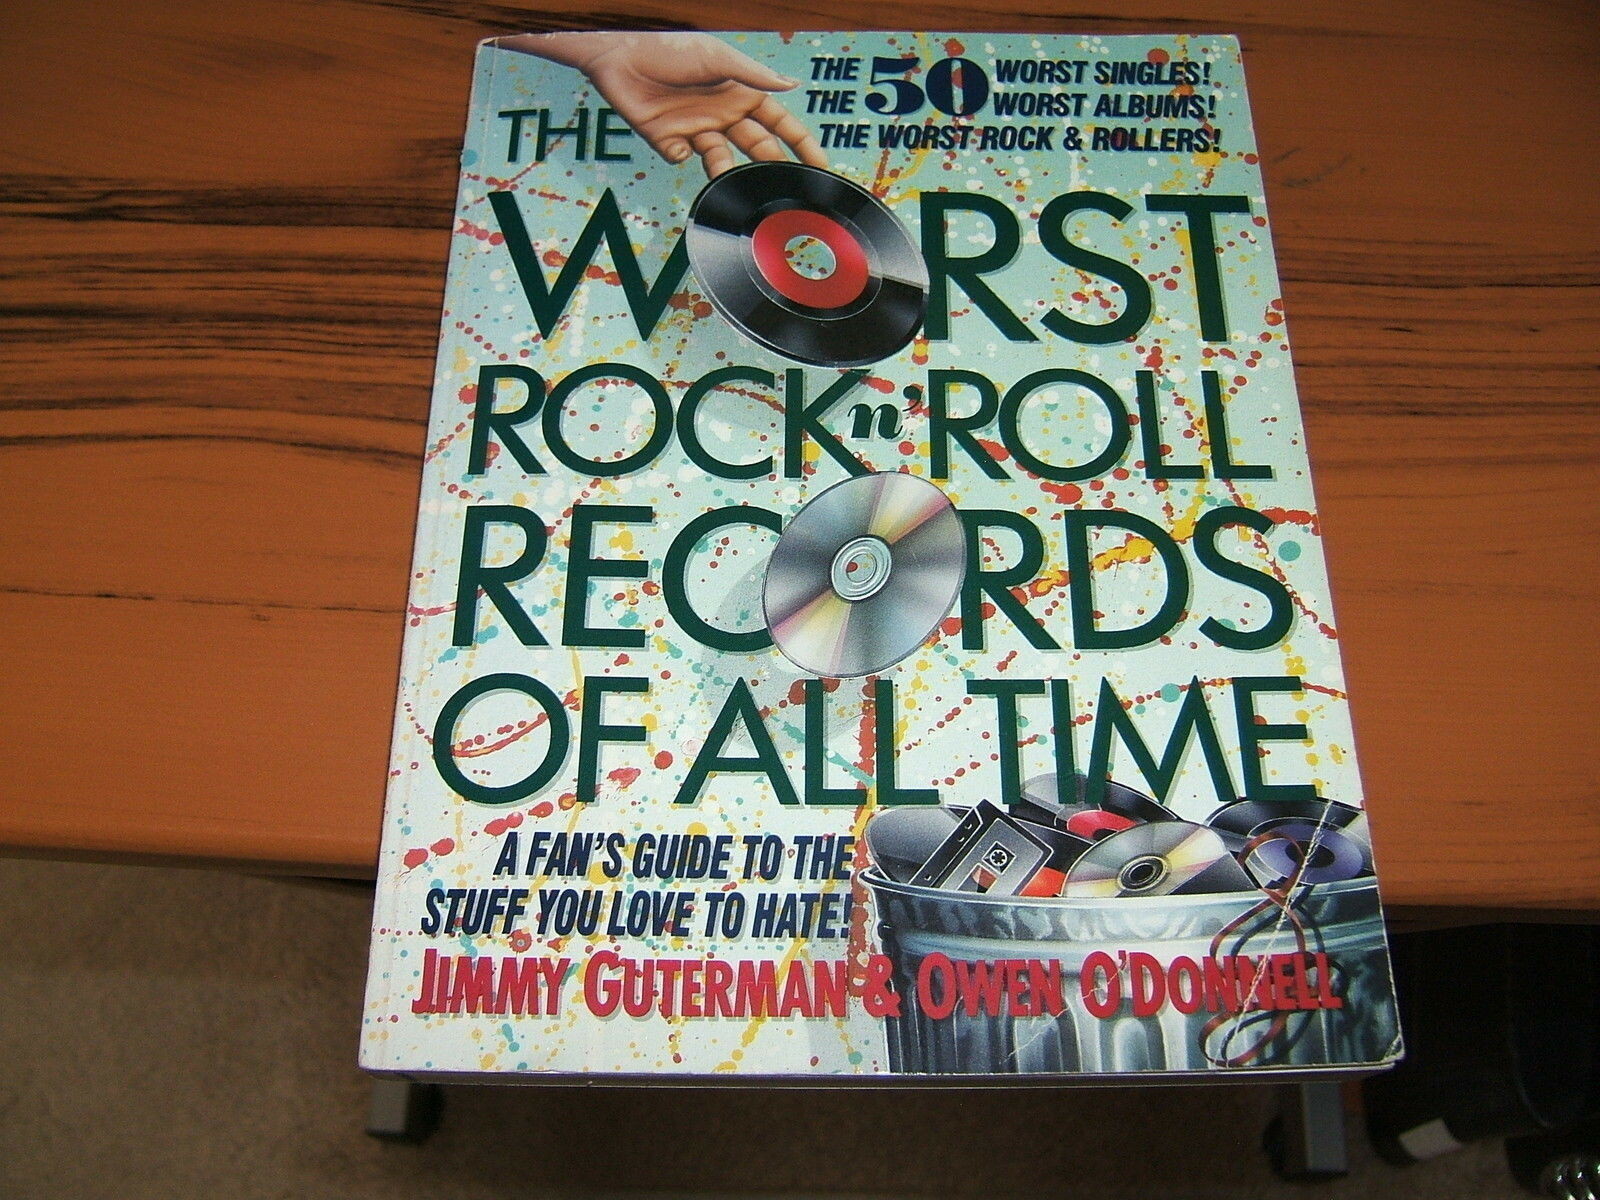 THE 50 WORST SINGLES!
THE 50 WORST ALBUMS!
THE WORST ROCK & ROLLERS!
THE
WORST
ROCK n' ROLL
RECORDS
OF ALL TIME
A FAN'S GUIDE TO THE
STUFF YOU LOVE TO HATE!
JIMMY GUTERMAN & OWEN O'DONNELL